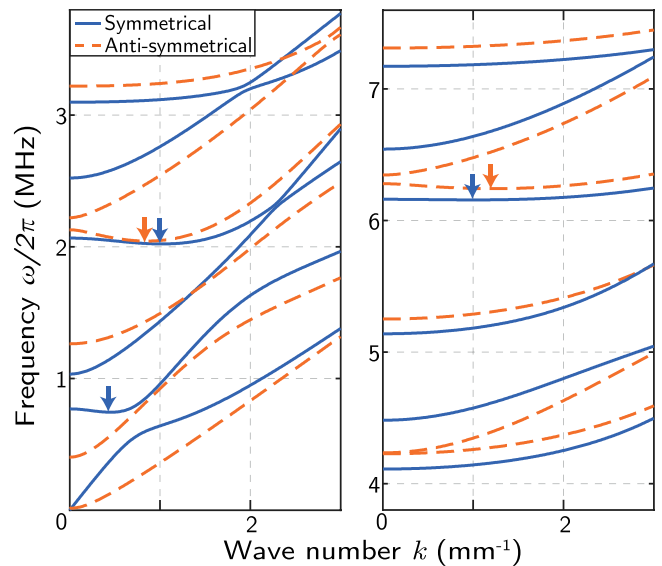 Symmetrical
Anti-symmetrical
Frequency ω/2π (MHz)
3
2
1
0
2
7
6
5
4
0
2
Wave number k (mm-1)